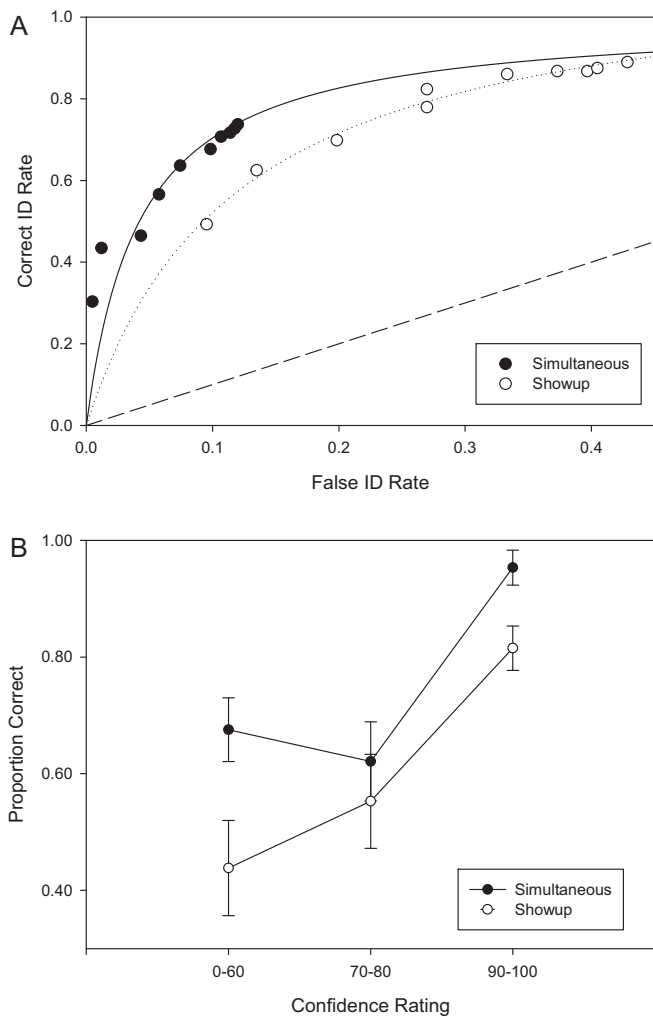 A
1.0
0.8
0.6
0.4
0.2
0.0
Correct ID Rate
0.0 0.1 0.2 0.3 0.4
False ID Rate
Simultaneous
Showup
B
1.00
0.80
0.60
0.40
Proportion Correct
0-60 70-80 90-100
Confidence Rating
Simultaneous
Showup